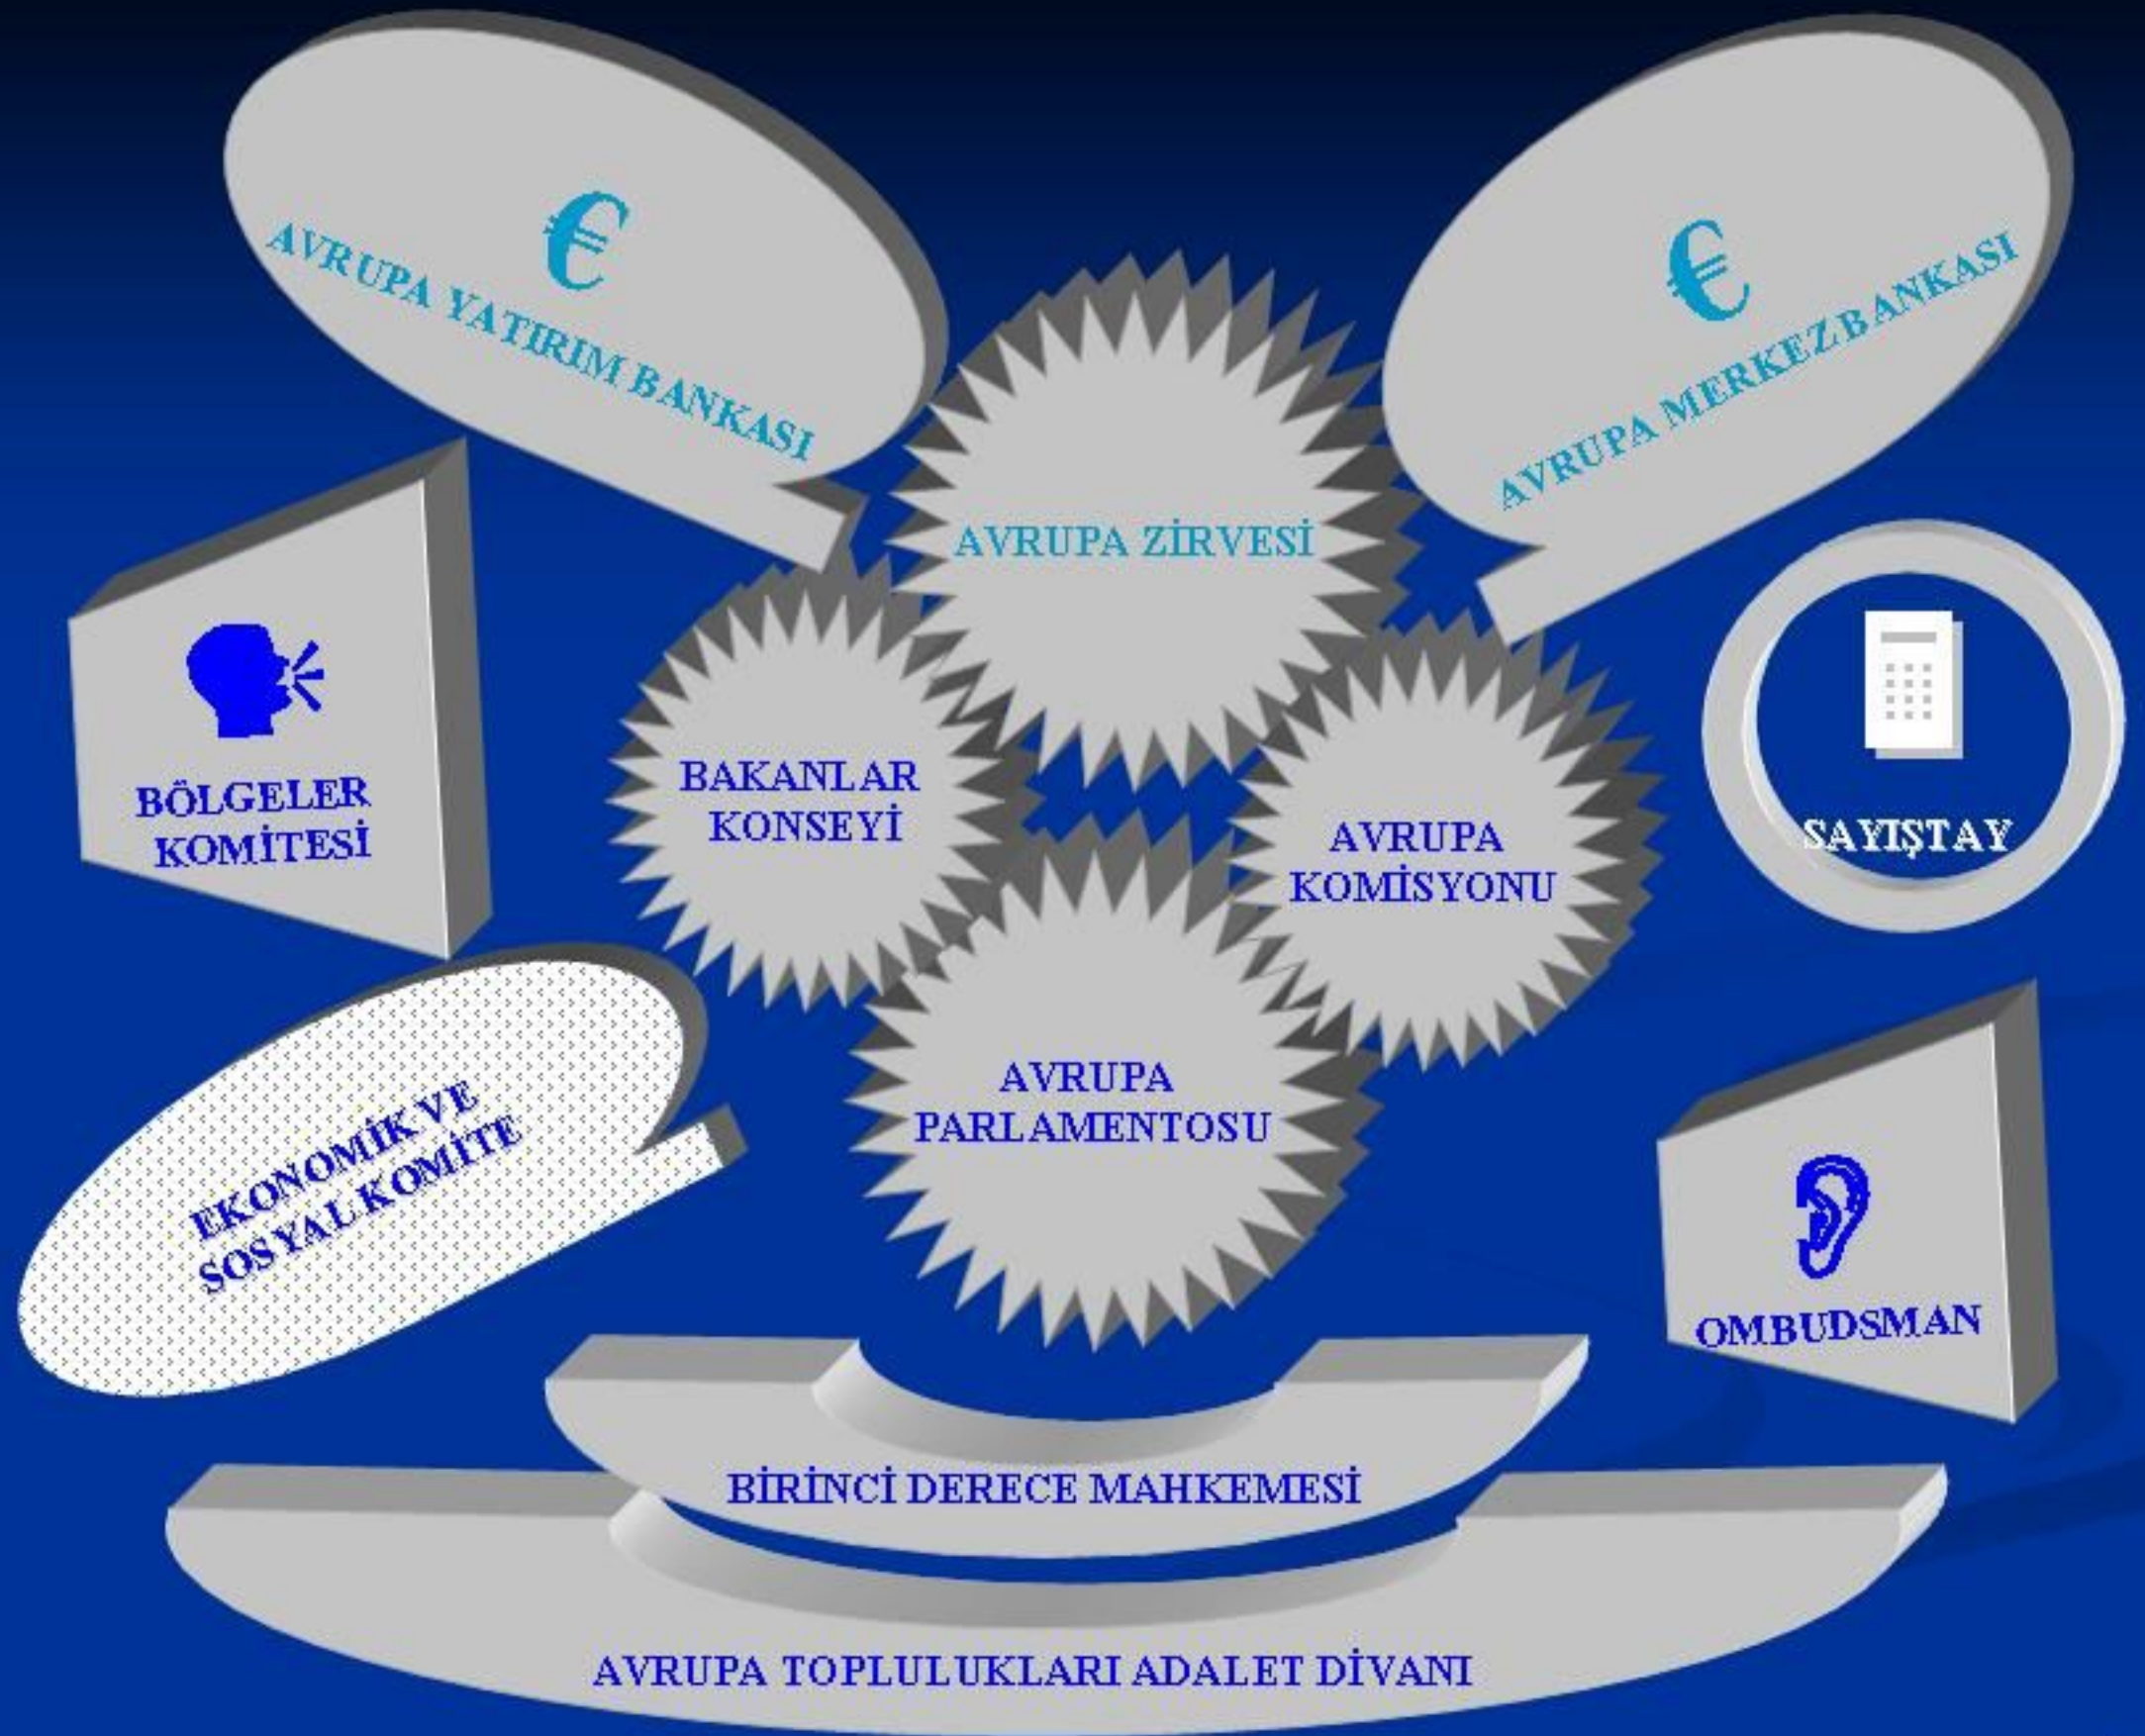 €
AVRUPA YATIRIM BANKASI
€
AVRUPA MERKEZ BANKASI
AVRUPA ZİRVESİ
BÖLGELER
KOMİTESİ
BAKANLAR
KONSEYİ
AVRUPA
KOMİSYONU
SAYIŞTAY
EKONOMİK VE
SOSYAL KOMİTE
AVRUPA
PARLAMENTOSU
OMBUDSMAN
BİRİNCİ DERECE MAHKEMESİ
AVRUPA TOPLULUKLARI ADALET DİVANI